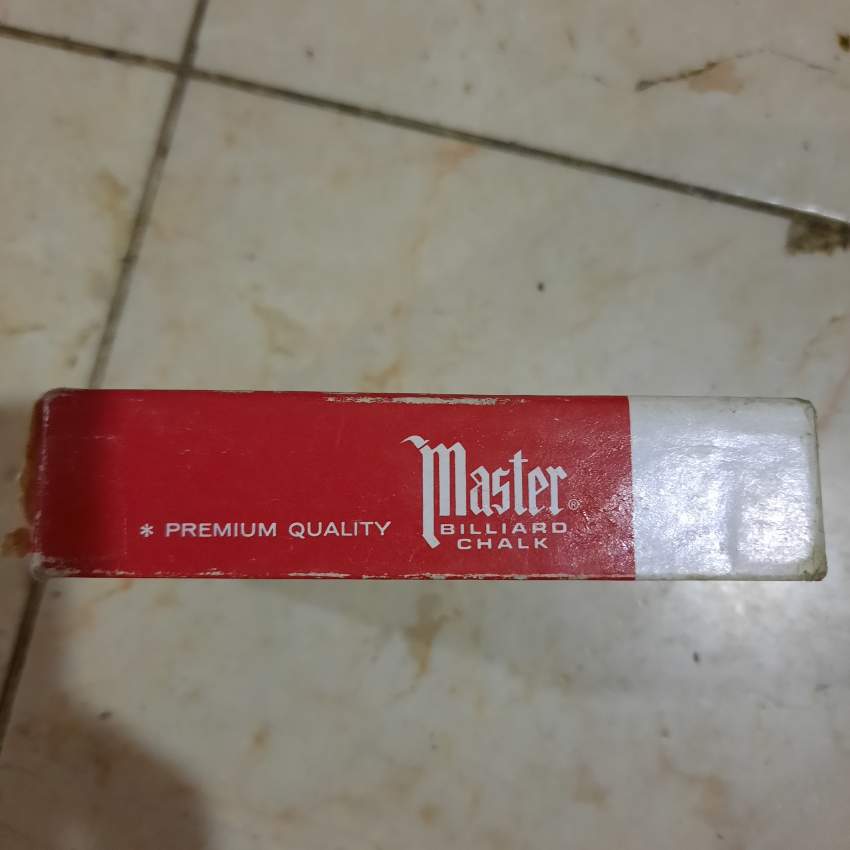 * PREMIUM QUALITY
Master®
BILLIARD
CHALK